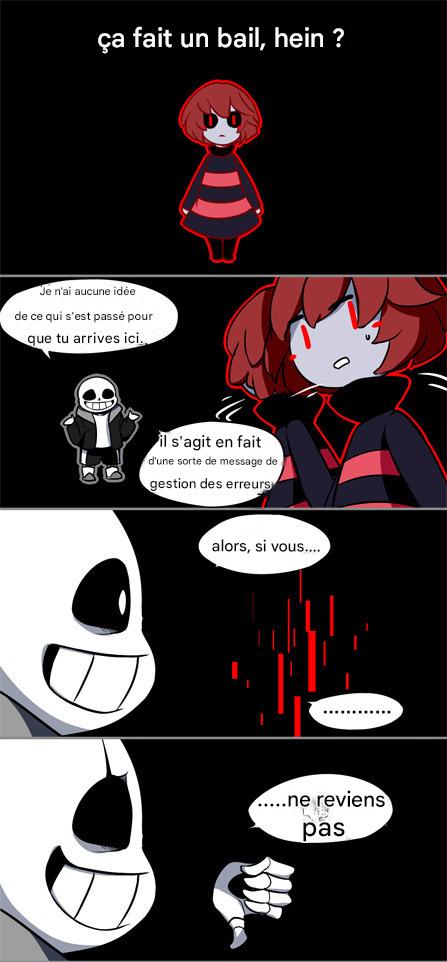 ça fait un bail, hein ?
Je n'ai aucune idée
de ce qui s'est passé pour
que tu arrives ici.
il s'agit en fait
d'une sorte de message de
gestion des erreurs
alors, si vous....
............
.....ne reviens
pas